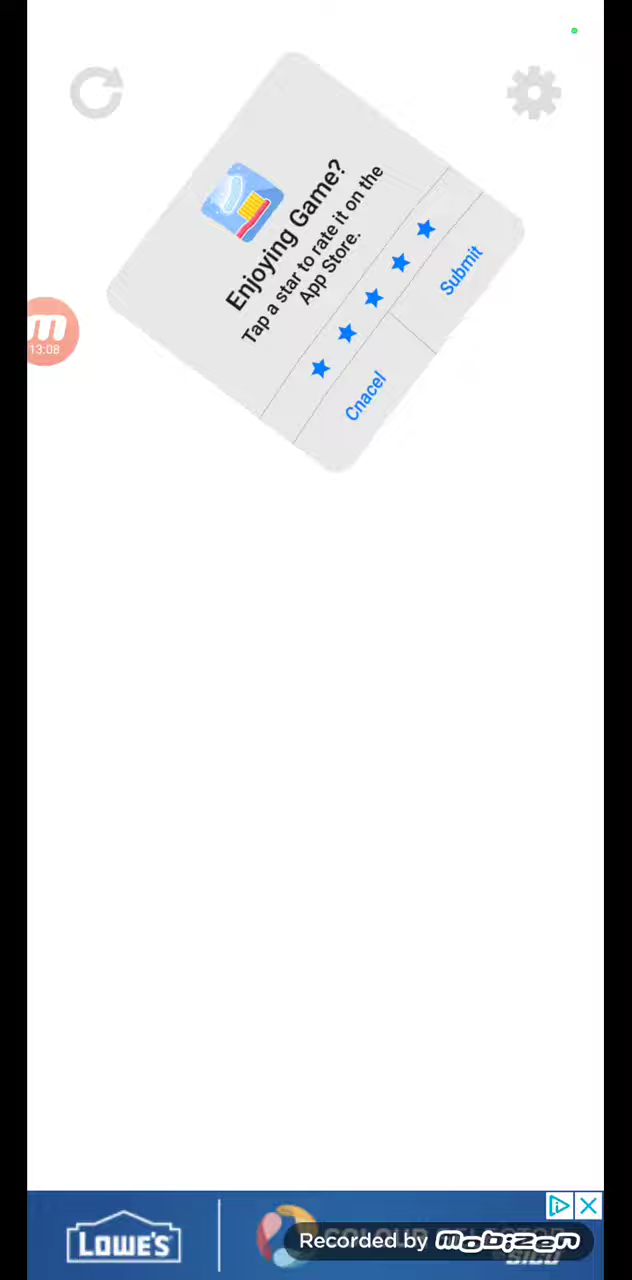 Enjoying Game?
Tap a star to rate it on the
App Store.
Cnacel
Submit
13:08
LOWE'S
Recorded by mobizen